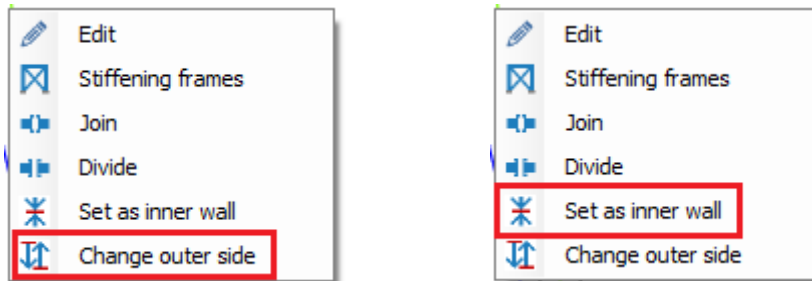 Edit
Stiffening frames
Join
Divide
Set as inner wall
Change outer side
Edit
Stiffening frames
Join
Divide
Set as inner wall
Change outer side